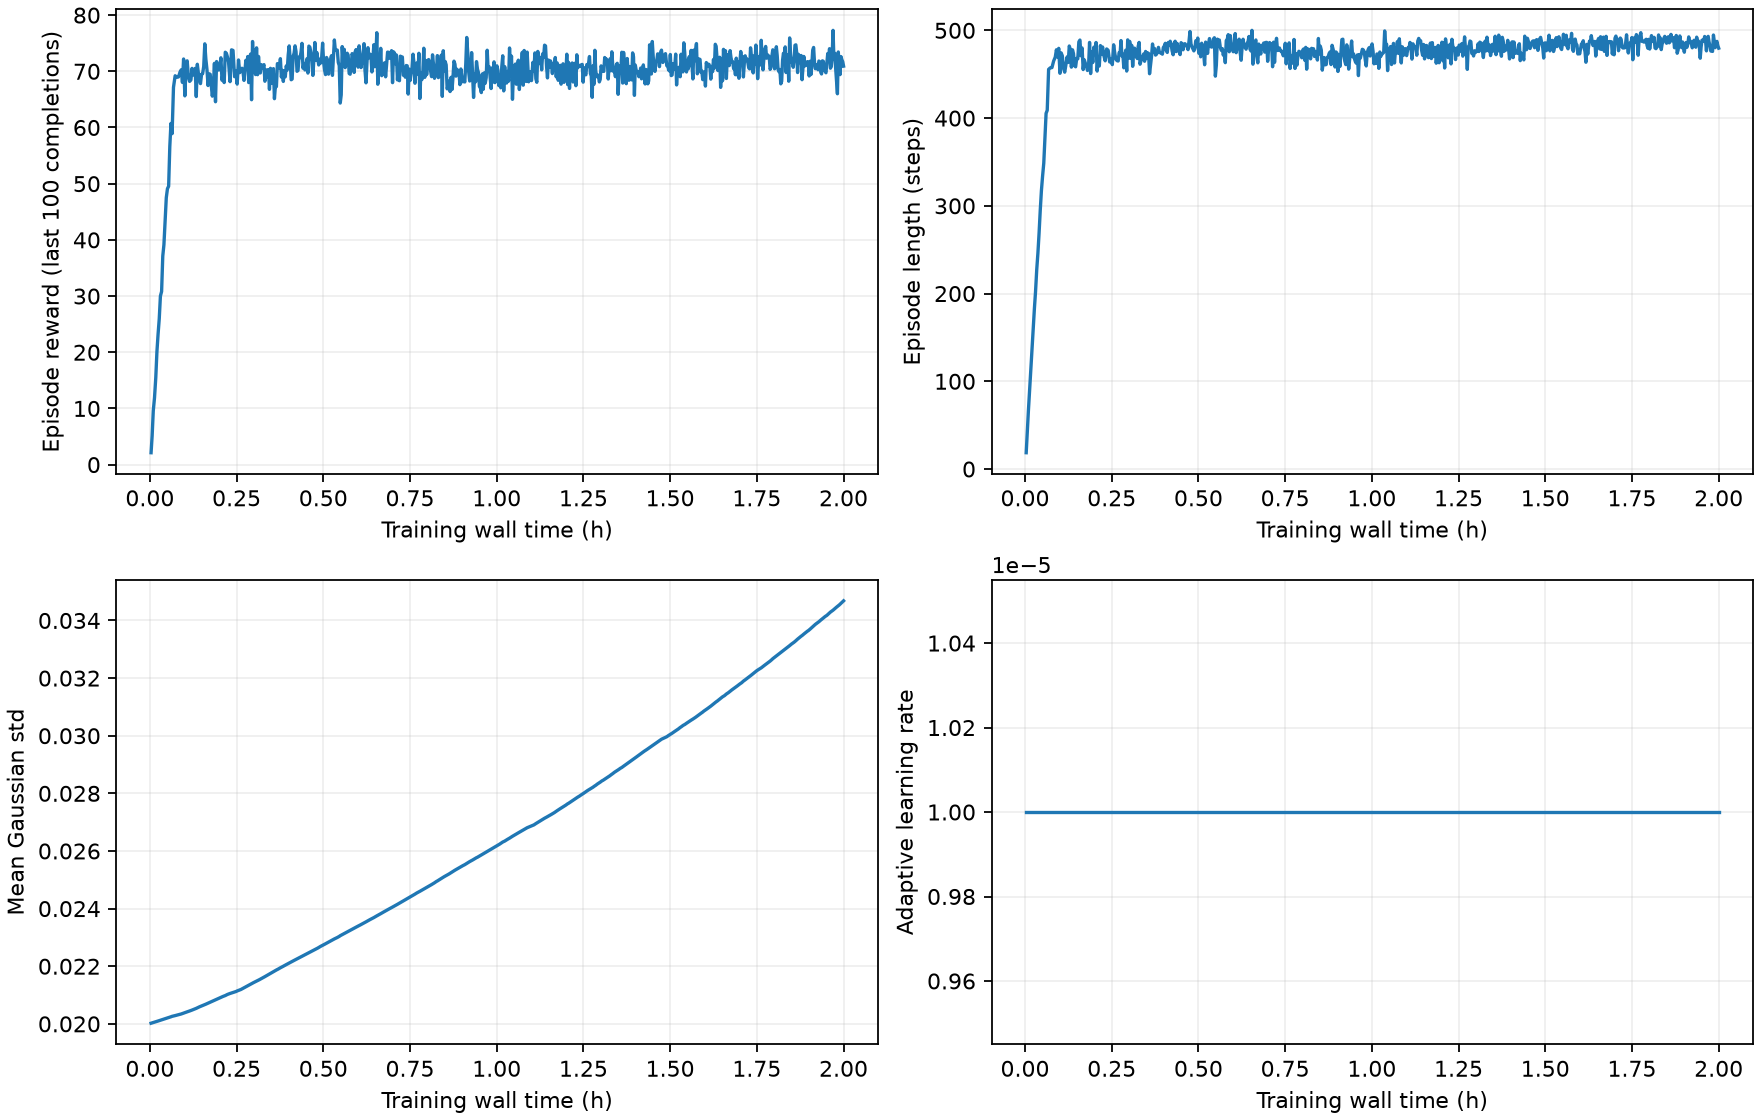 Episode reward (last 100 completions)
80
70
60
50
40
30
20
10
0
0.00 0.25 0.50 0.75 1.00 1.25 1.50 1.75 2.00
Training wall time (h)
Episode length (steps)
500
400
300
200
100
0
0.00 0.25 0.50 0.75 1.00 1.25 1.50 1.75 2.00
Training wall time (h)
Mean Gaussian std
0.034
0.032
0.030
0.028
0.026
0.024
0.022
0.020
0.00 0.25 0.50 0.75 1.00 1.25 1.50 1.75 2.00
Training wall time (h)
1e−5
Adaptive learning rate
1.04
1.02
1.00
0.98
0.96
0.00 0.25 0.50 0.75 1.00 1.25 1.50 1.75 2.00
Training wall time (h)